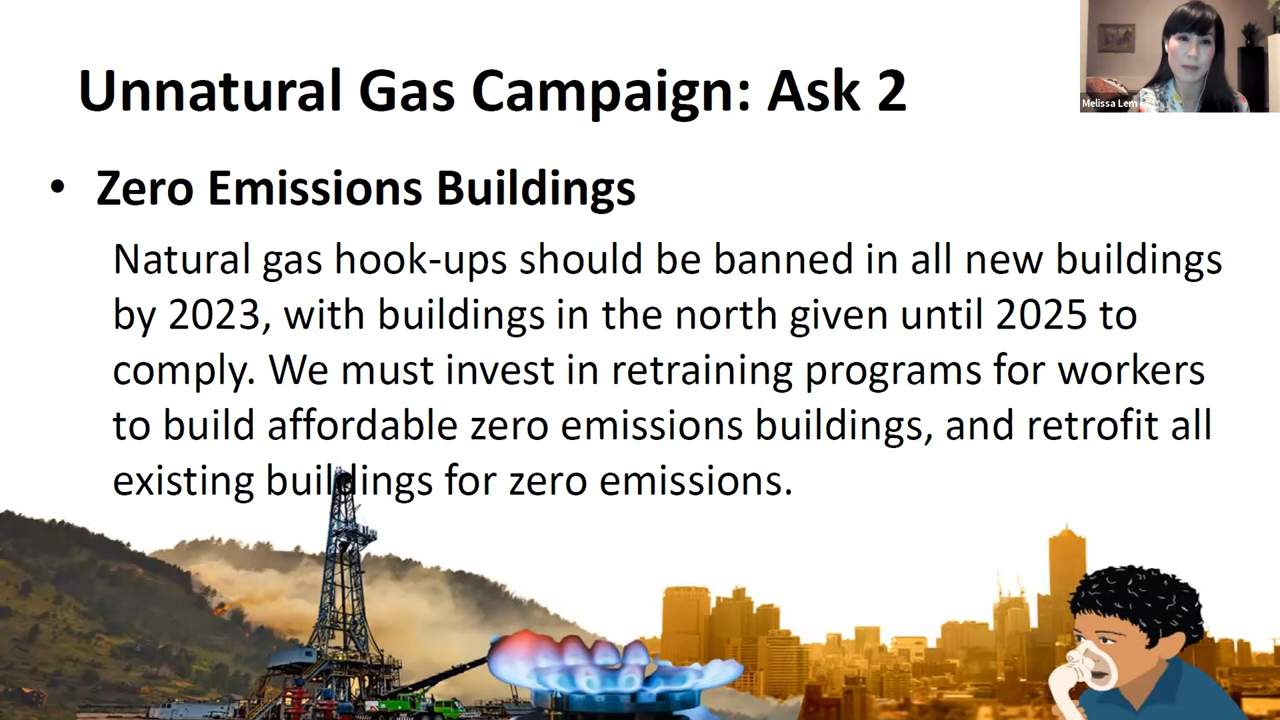 Unnatural Gas Campaign: Ask 2
Melissa Lem
• Zero Emissions Buildings
Natural gas hook-ups should be banned in all new buildings
by 2023, with buildings in the north given until 2025 to
comply. We must invest in retraining programs for workers
to build affordable zero emissions buildings, and retrofit all
existing buildings for zero emissions.